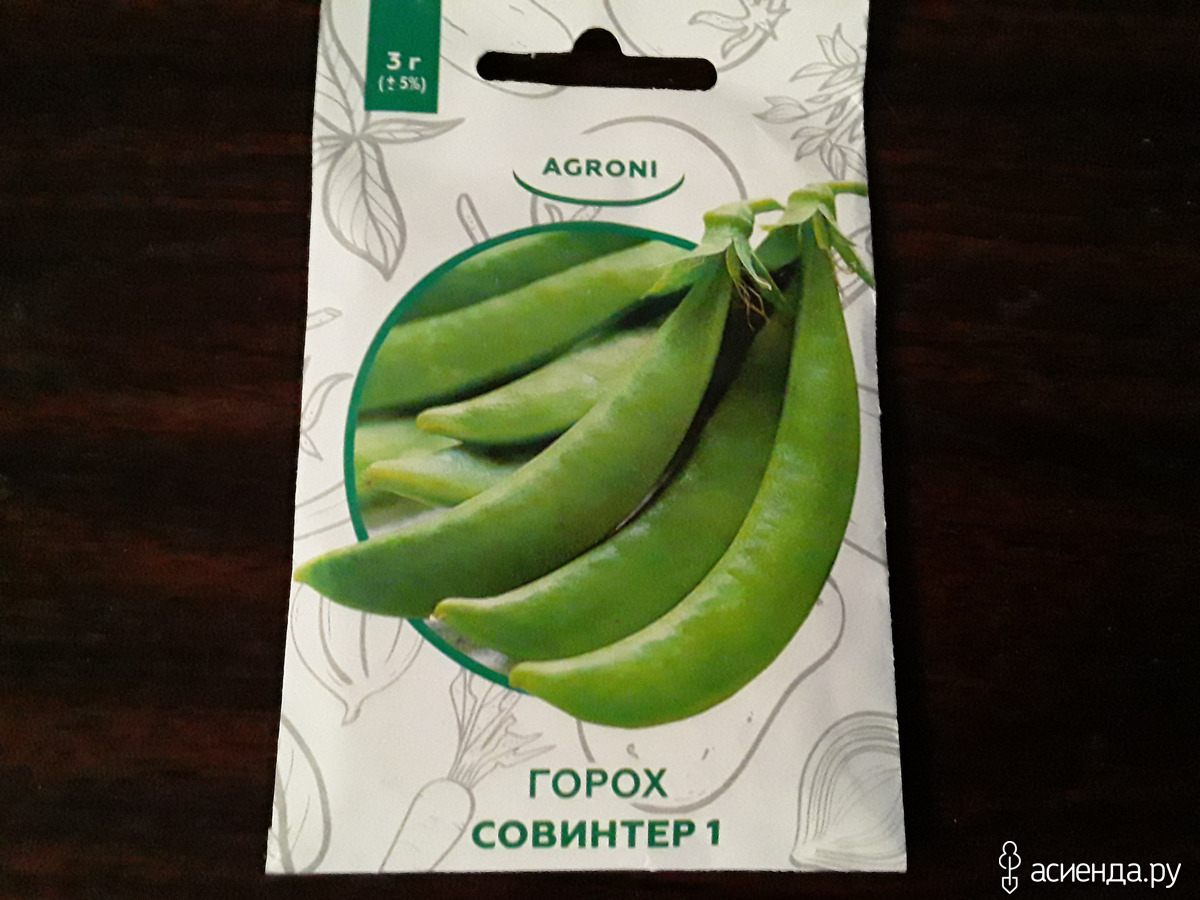 3 г
(± 5%)
AGRONI
ГОРОХ
СОВИНТЕР 1
асиенда.ру